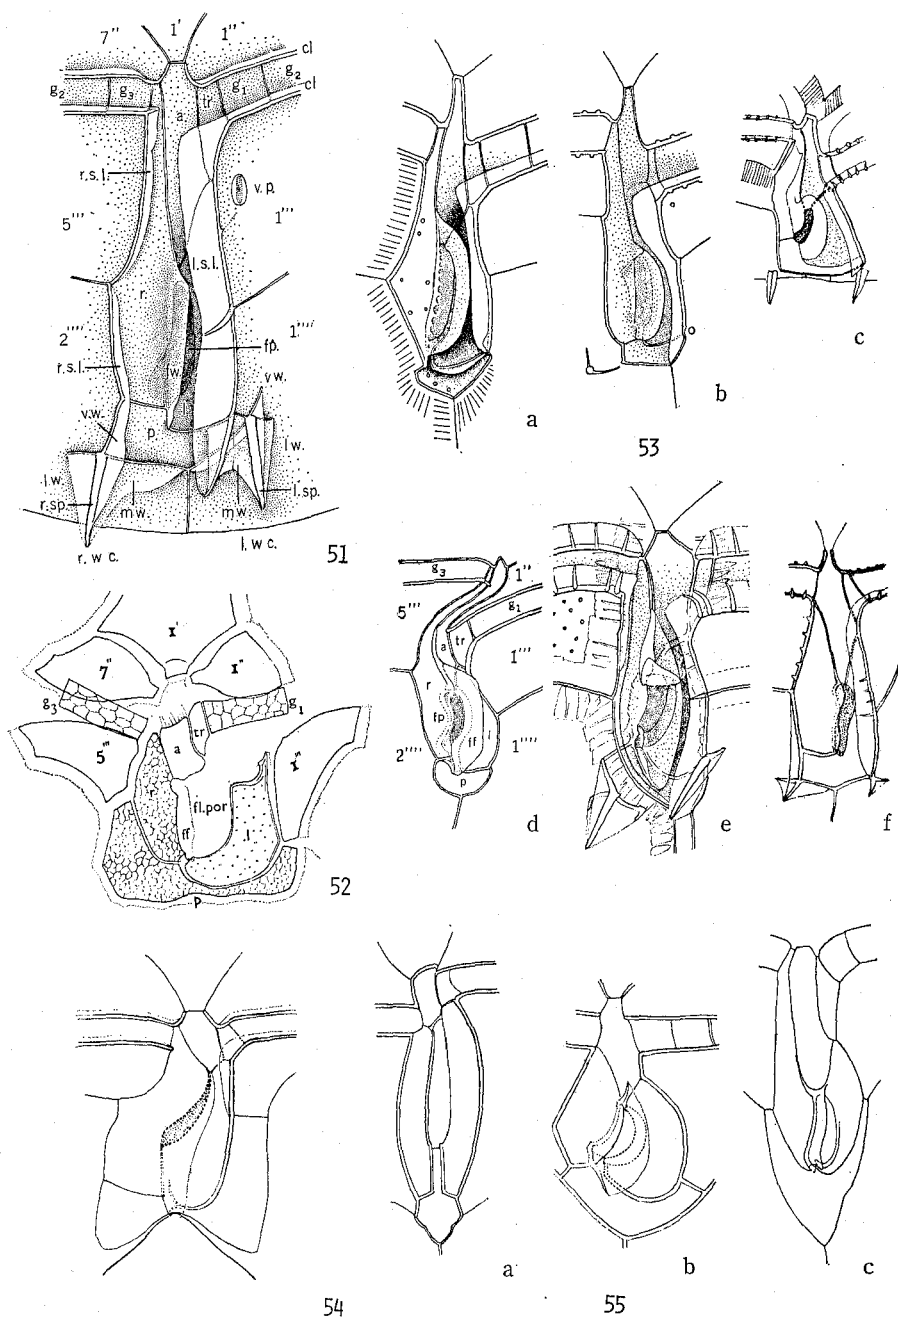 7'' 1' 1''
cl
g₂ g₃ a tr g₁ g₂
cl
r.s.l. v.p.
5''' 1'''
l.s.l.
r
2'''' 1''''
fp.
r.s.l. lw. v w.
v.w. p. l w.
l.w.
r.sp. m w. m w. l.sp.
r. w c. l. w c.
51
a
b
c
53
1'
7'' 1''
g₃ g₁
a tr
5''' 1'''
r fl.por
ff l
p
52
g₃ 1''
5''' g₁
a tr
r 1'''
fp ff l
2'''' 1''''
p
d
e
f
54
a
b
c
55